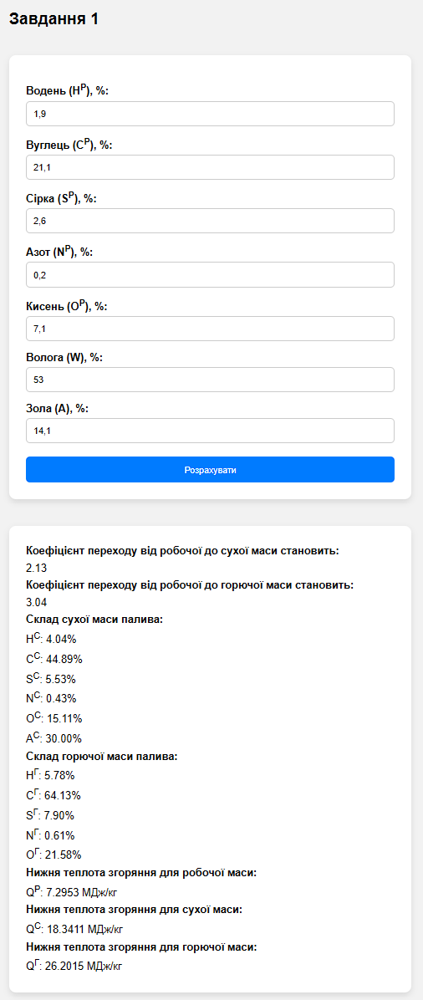 Завдання 1
Водень (Hᴾ), %:
1,9
Вуглець (Cᴾ), %:
21,1
Сірка (Sᴾ), %:
2,6
Азот (Nᴾ), %:
0,2
Кисень (Oᴾ), %:
7,1
Волога (W), %:
53
Зола (A), %:
14,1
Розрахувати
Коефіцієнт переходу від робочої до сухої маси становить:
2.13
Коефіцієнт переходу від робочої до горючої маси становить:
3.04
Склад сухої маси палива:
H^С: 4.04%
C^С: 44.89%
S^С: 5.53%
N^С: 0.43%
O^С: 15.11%
A^С: 30.00%
Склад горючої маси палива:
H^Г: 5.78%
C^Г: 64.13%
S^Г: 7.90%
N^Г: 0.61%
O^Г: 21.58%
Нижня теплота згоряння для робочої маси:
Q^Р: 7.2953 МДж/кг
Нижня теплота згоряння для сухої маси:
Q^С: 18.3411 МДж/кг
Нижня теплота згоряння для горючої маси:
Q^Г: 26.2015 МДж/кг